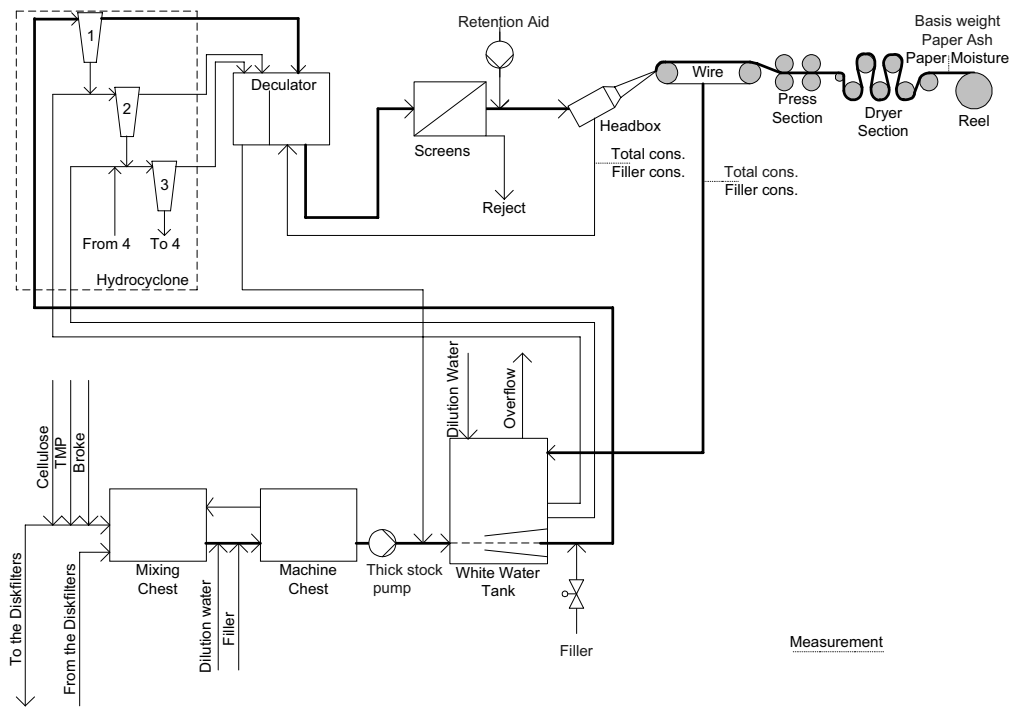 Retention Aid
Basis weight
Paper Ash
Paper Moisture
1
2
3
Deculator
Wire
Screens
Headbox
Press
Section
Dryer
Section
Reel
Total cons.
Filler cons.
Total cons.
Filler cons.
Reject
From 4
To 4
Hydrocyclone
Dilution Water
Overflow
Cellulose
TMP
Broke
Mixing
Chest
Machine
Chest
Thick stock
pump
White Water
Tank
To the Diskfilters
From the Diskfilters
Dilution water
Filler
Filler
Measurement